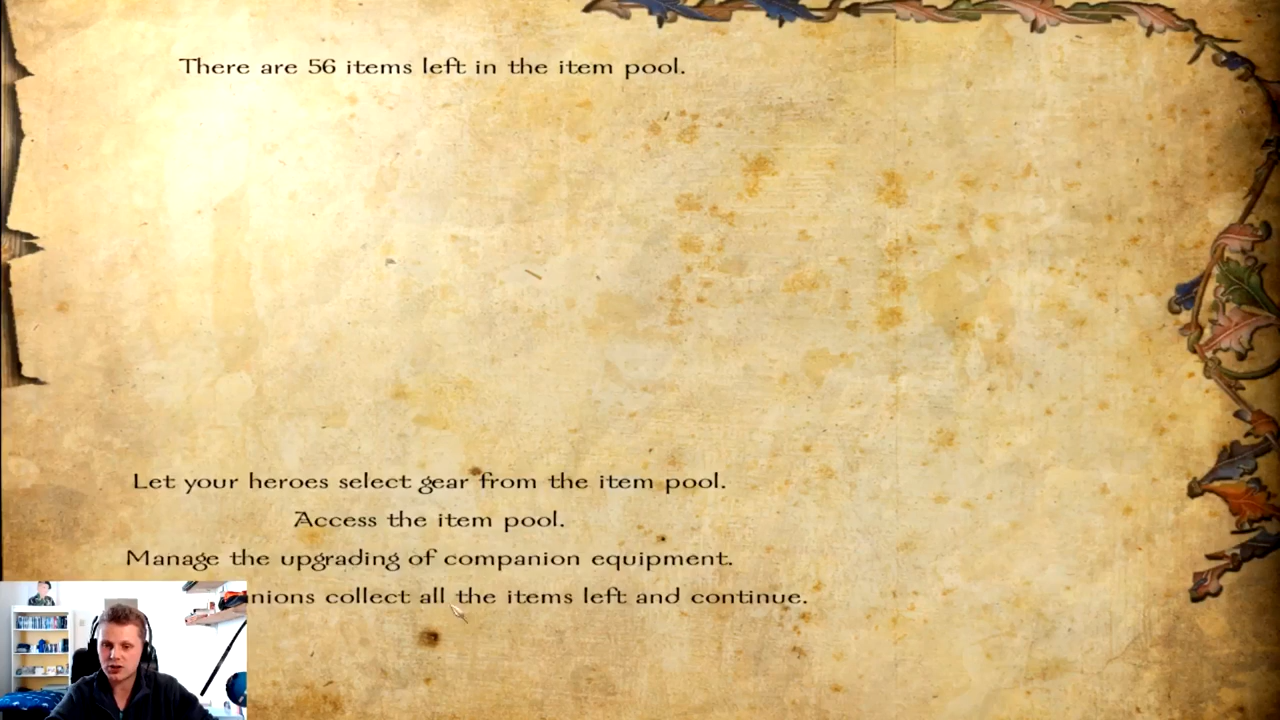 There are 56 items left in the item pool.
Let your heroes select gear from the item pool.
Access the item pool.
Manage the upgrading of companion equipment.
collect all the items left and continue.